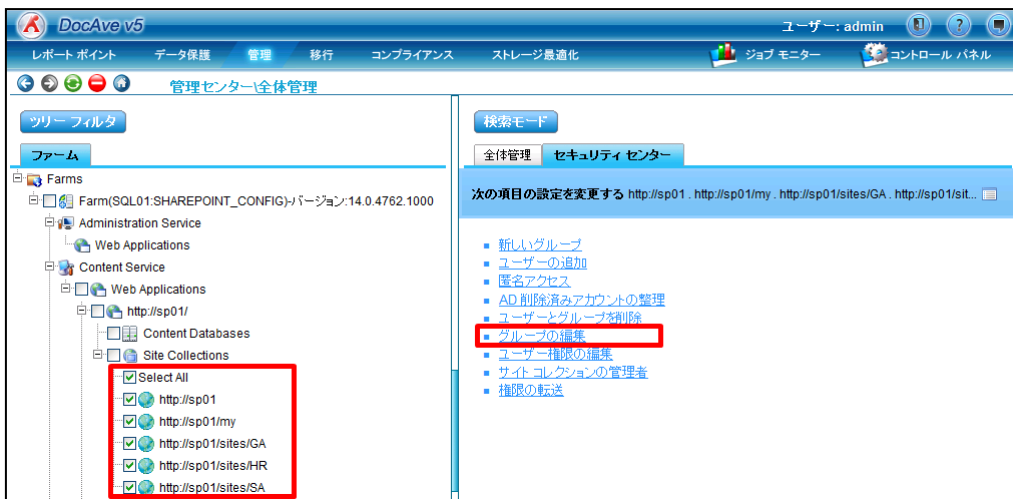 DocAve v5 ユーザー: admin
レポート ポイント データ保護 管理 移行 コンプライアンス ストレージ最適化 ジョブ モニター コントロール パネル
管理センター\全体管理
ツリー フィルタ
ファーム
Farms
Farm(SQL01:SHAREPOINT_CONFIG)-バージョン:14.0.4762.1000
Administration Service
Web Applications
Content Service
Web Applications
http://sp01/
Content Databases
Site Collections
Select All
http://sp01
http://sp01/my
http://sp01/sites/GA
http://sp01/sites/HR
http://sp01/sites/SA
検索モード
全体管理 セキュリティ センター
次の項目の設定を変更する http://sp01 . http://sp01/my . http://sp01/sites/GA . http://sp01/sit...
新しいグループ
ユーザーの追加
匿名アクセス
AD 削除済みアカウントの整理
ユーザーとグループを削除
グループの編集
ユーザー権限の編集
サイト コレクションの管理者
権限の転送